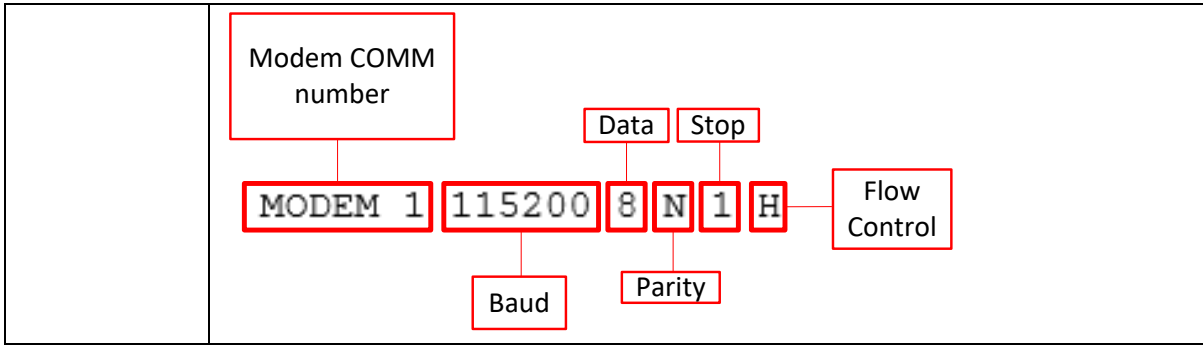 Modem COMM
number
Data
Stop
MODEM 1 115200 8 N 1 H
Flow
Control
Baud
Parity